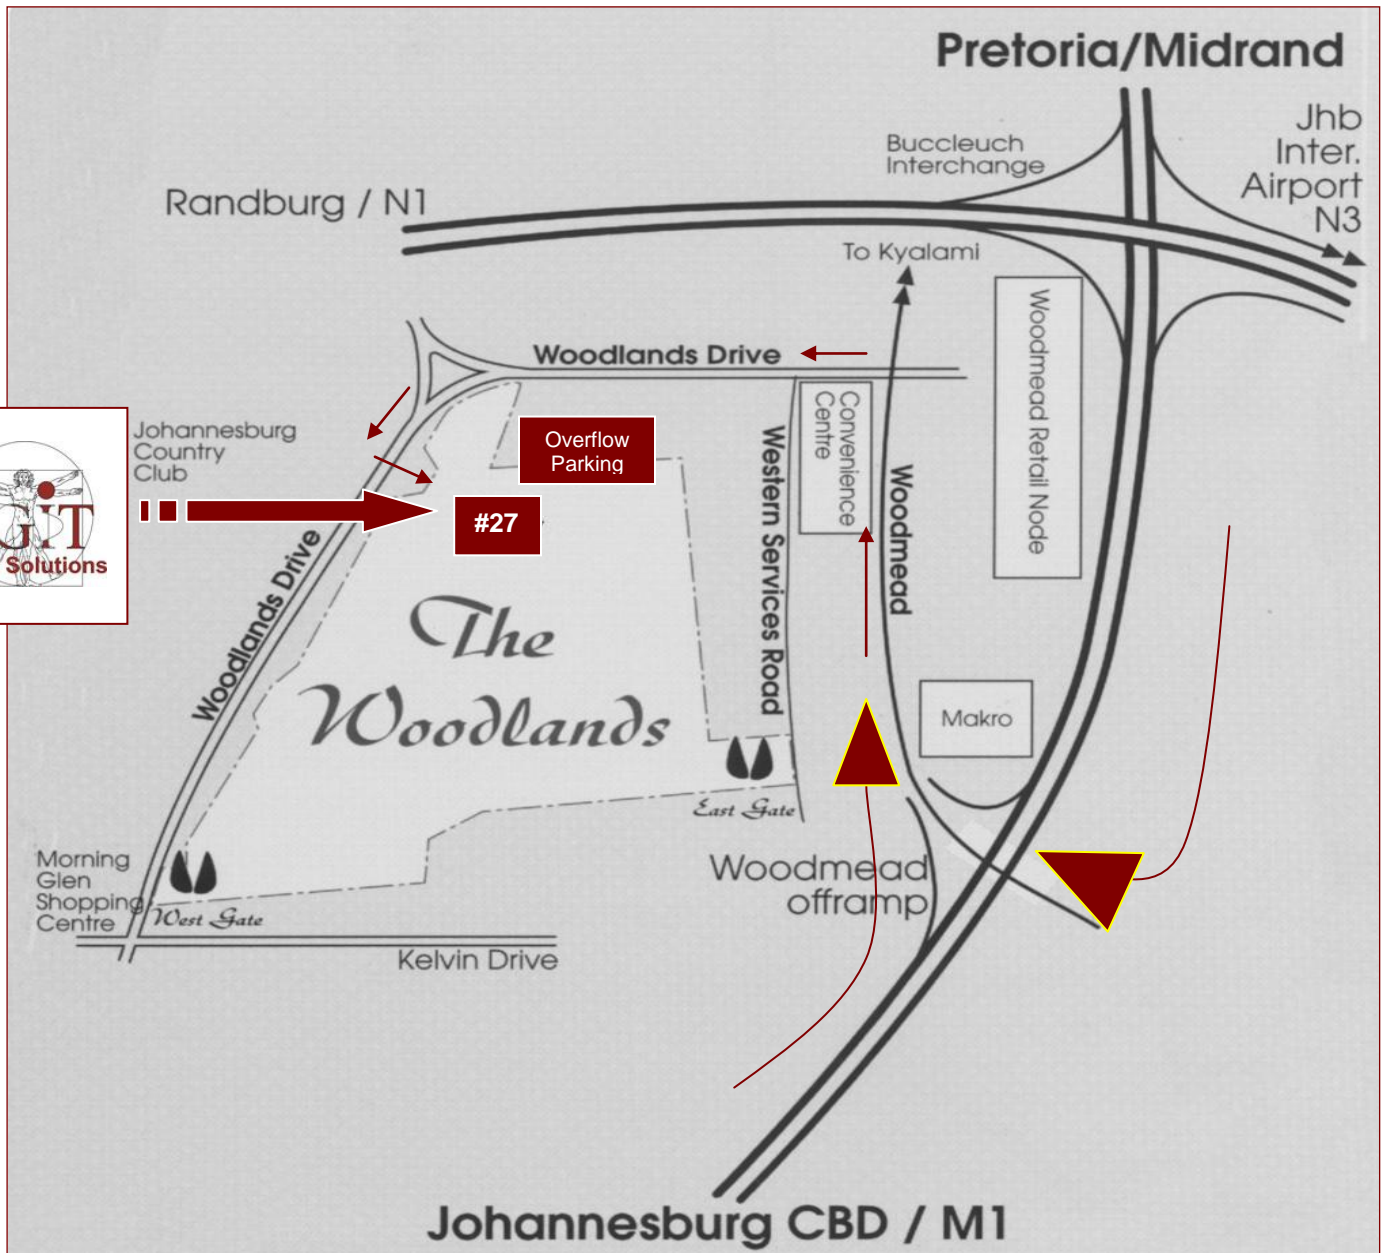 Pretoria/Midrand
Jhb
Inter.
Airport
N3
Buccleuch
Interchange
Randburg / N1
To Kyalami
Woodmead Retail Node
Woodlands Drive
Convenience
Centre
Overflow
Parking
Johannesburg
Country
Club
Western Services Road
Woodmead
#27
GIT
Solutions
Woodlands Drive
The
Woodlands
Makro
East Gate
Woodmead
offramp
Morning
Glen
Shopping
Centre
West Gate
Kelvin Drive
Johannesburg CBD / M1